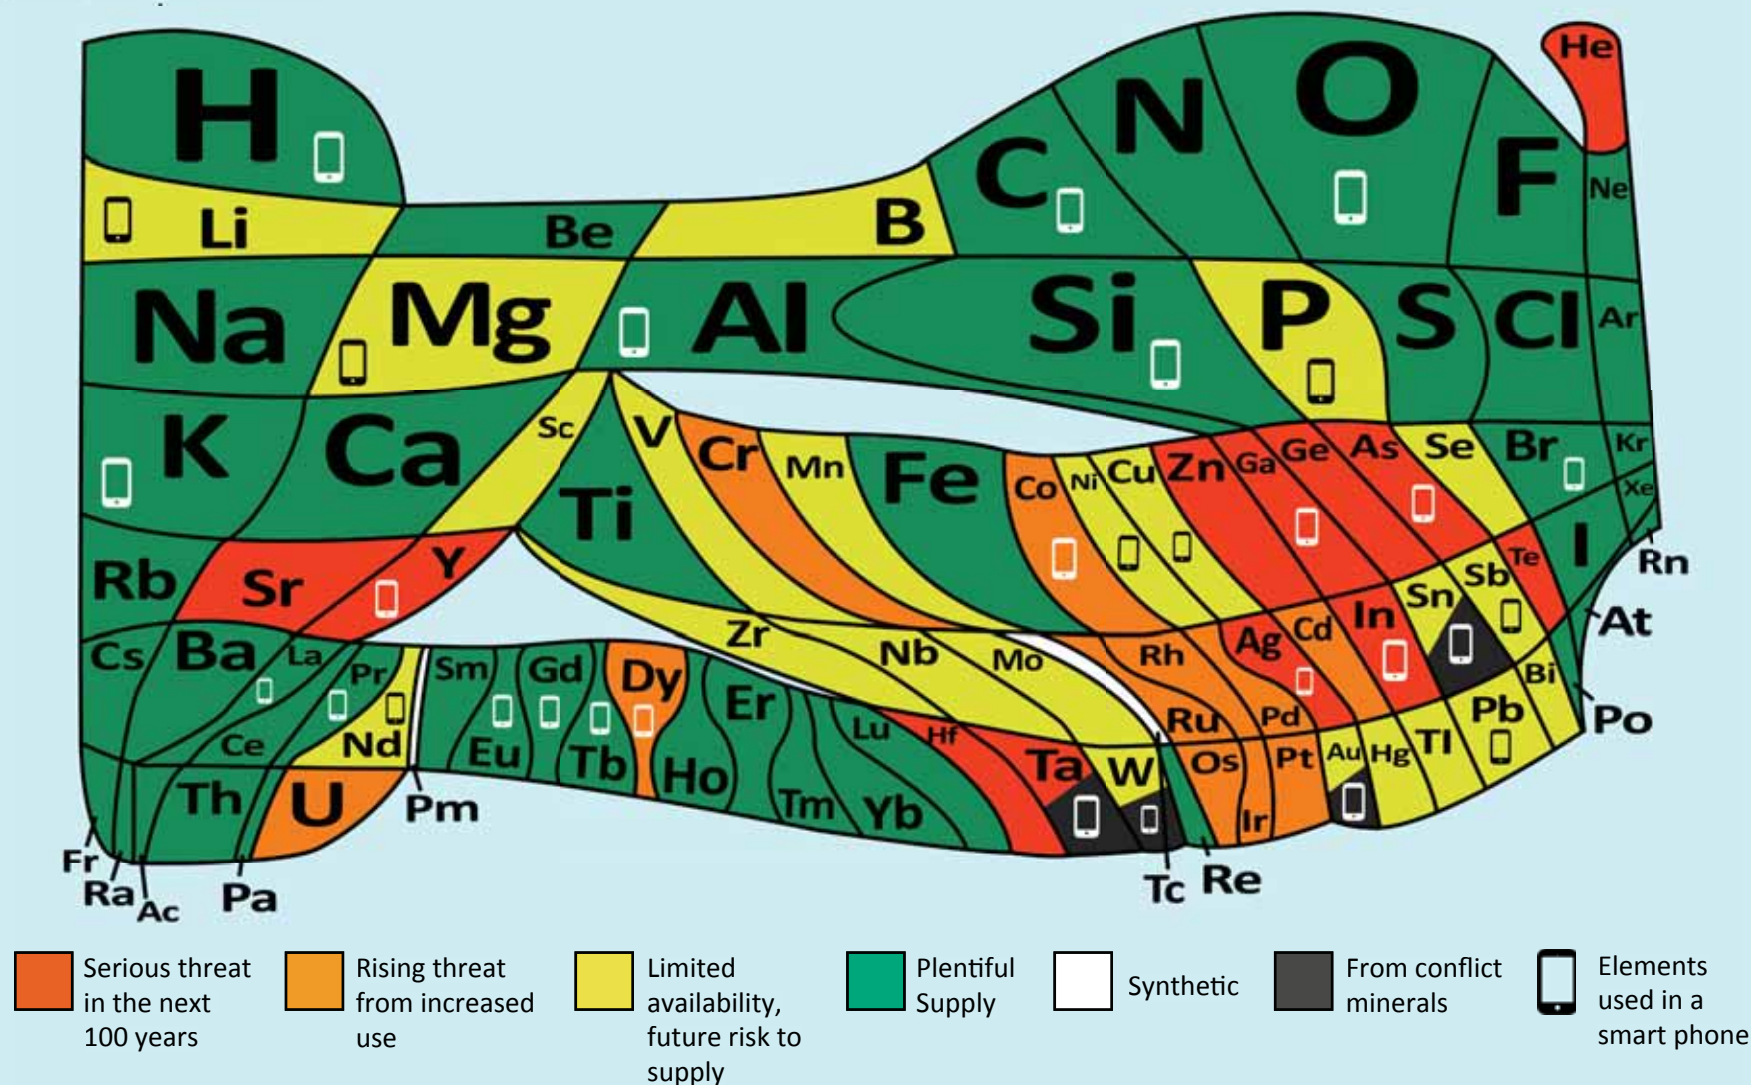 H
He
C
N
O
F
Ne
Li
Be
B
Na
Mg
Al
Si
P
S
Cl
Ar
K
Ca
Sc
Ti
V
Cr
Mn
Fe
Co
Ni
Cu
Zn
Ga
Ge
As
Se
Br
Kr
Rb
Sr
Y
Zr
Nb
Mo
Rh
Ru
Ag
Pd
Cd
In
Sn
Sb
Te
I
Xe
Rn
At
Po
Cs
Ba
La
Ce
Pr
Nd
Sm
Eu
Gd
Tb
Dy
Ho
Er
Tm
Yb
Lu
Hf
Ta
W
Os
Ir
Pt
Au
Hg
Tl
Pb
Bi
Th
U
Pm
Fr
Ra
Ac
Pa
Tc
Re
Serious threat
in the next
100 years
Rising threat
from increased
use
Limited
availability,
future risk to
supply
Plentiful
Supply
Synthetic
From conflict
minerals
Elements
used in a
smart phone